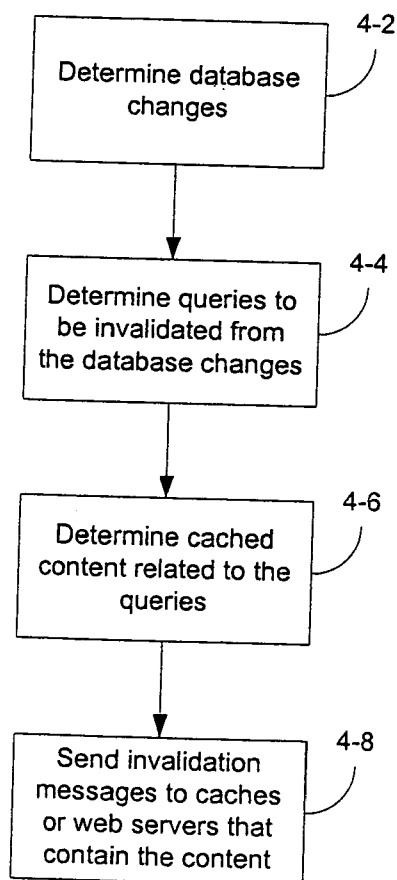 4-2
Determine database
changes
4-4
Determine queries to
be invalidated from
the database changes
4-6
Determine cached
content related to the
queries
4-8
Send invalidation
messages to caches
or web servers that
contain the content